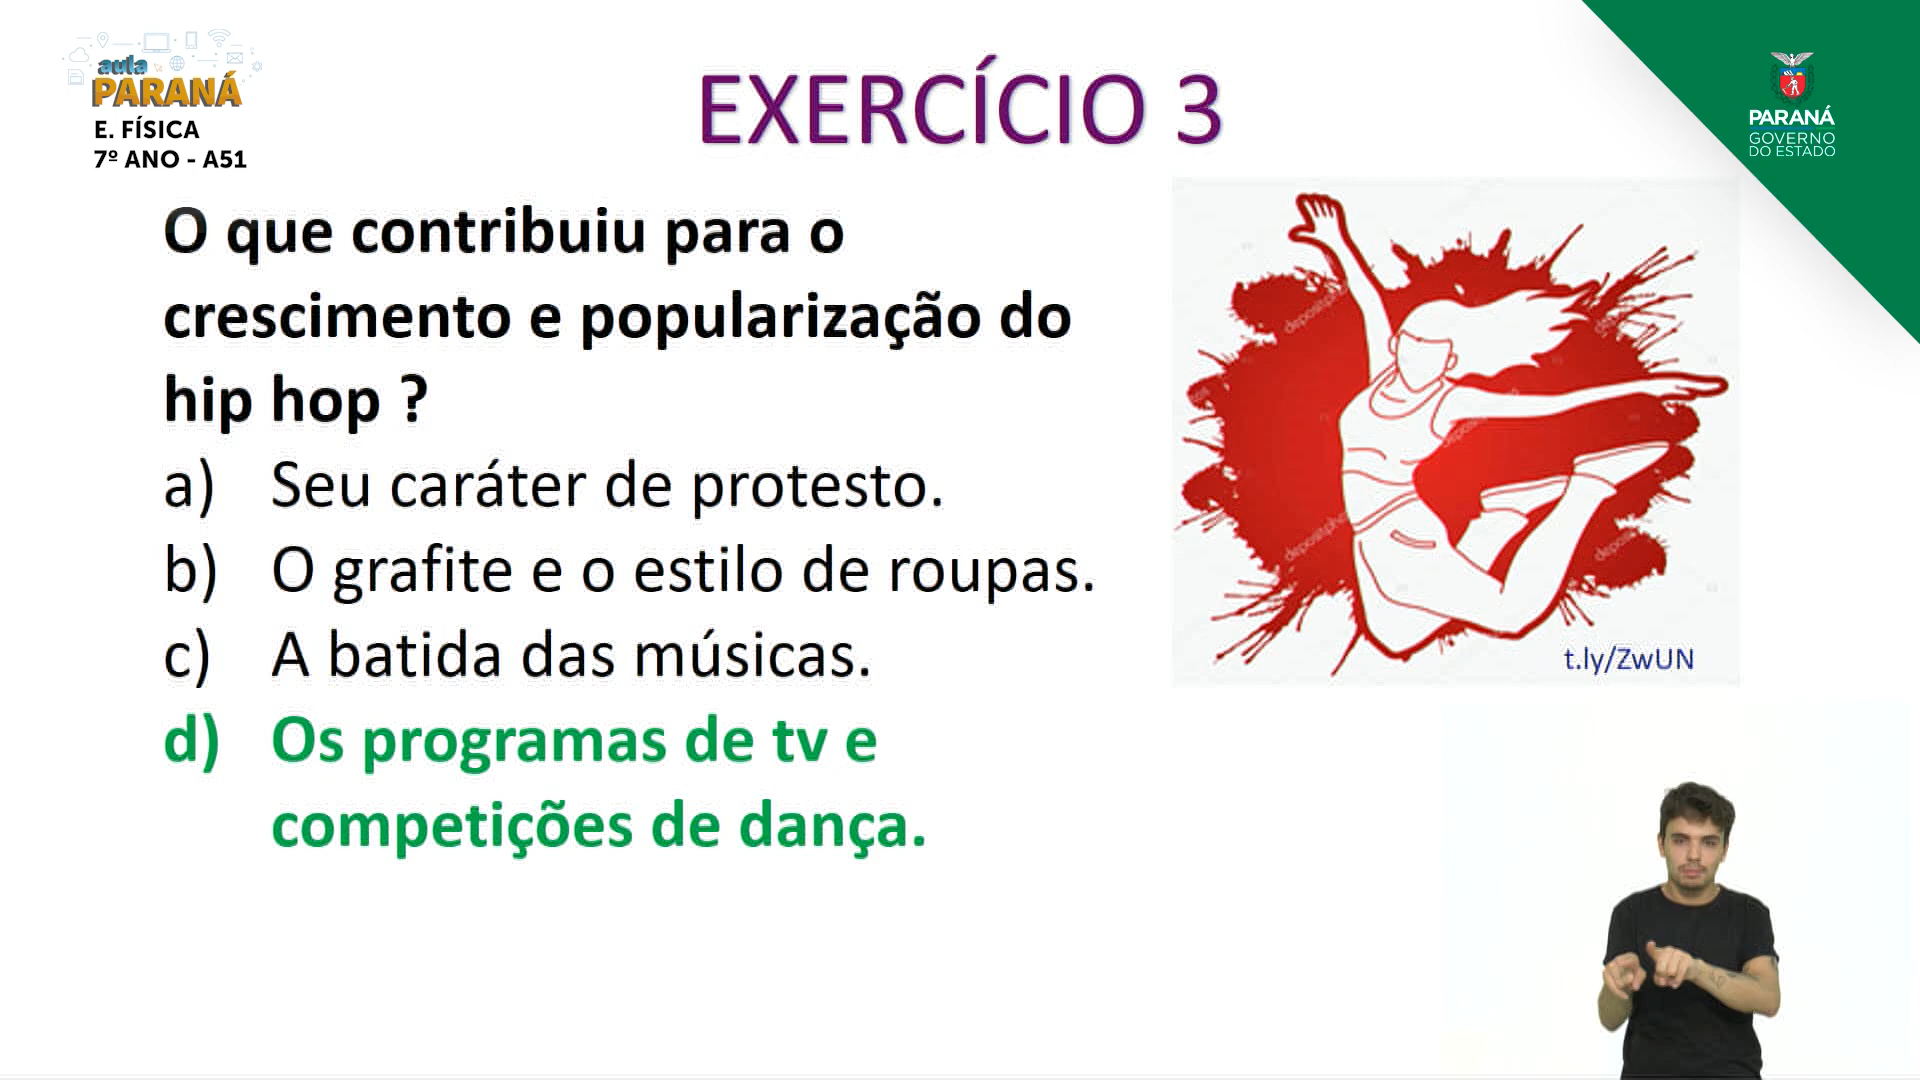 aula
PARANÁ
E. FÍSICA
7º ANO - A51
EXERCÍCIO 3
PARANÁ
GOVERNO
DO ESTADO
O que contribuiu para o
crescimento e popularização do
hip hop ?
a) Seu caráter de protesto.
b) O grafite e o estilo de roupas.
c) A batida das músicas.
d) Os programas de tv e
competições de dança.
t.ly/ZwUN